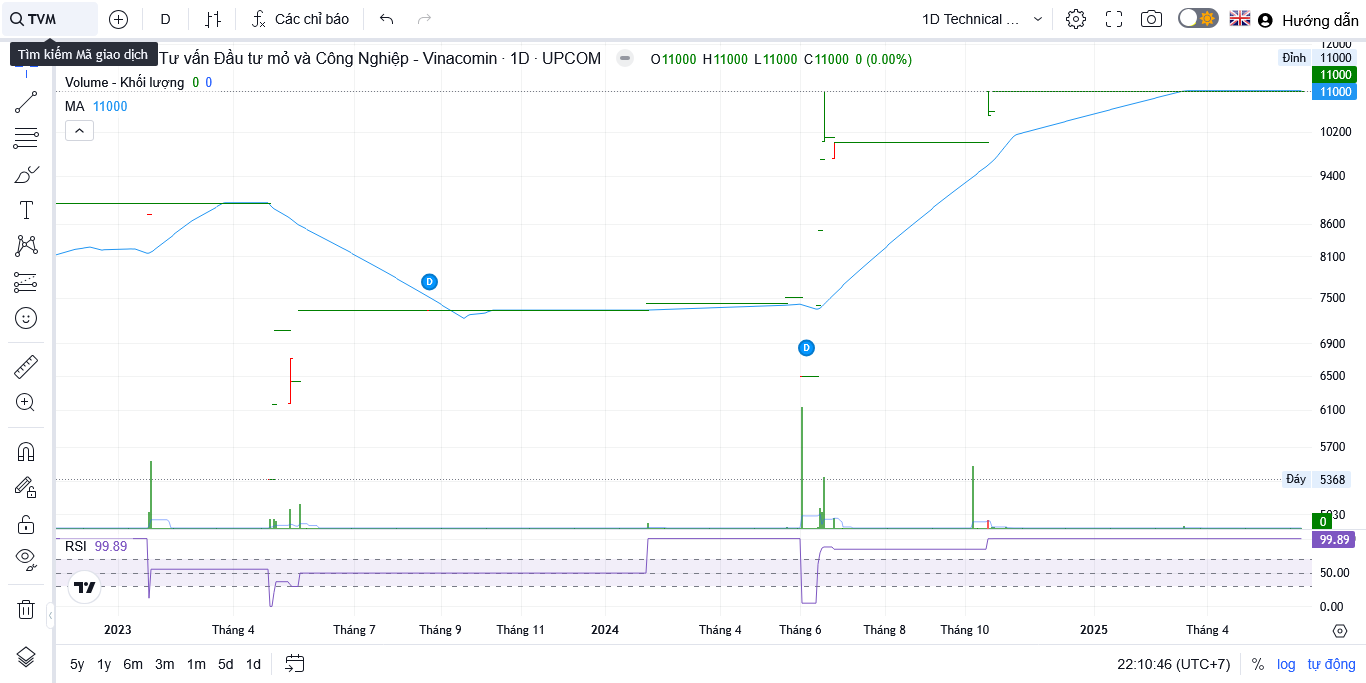 TVM
D
Các chỉ báo
1D Technical ...
Hướng dẫn
Tìm kiếm Mã giao dịch
Tư vấn Đầu tư mỏ và Công Nghiệp - Vinacomin · 1D · UPCOM
O11000 H11000 L11000 C11000 0 (0.00%)
Volume - Khối lượng 0 0
MA 11000
12000
Đỉnh 11000
11000
11000
10200
9400
8600
8100
7500
6900
6500
6100
5700
Đáy 5368
0
D
D
RSI 99.89
99.89
50.00
0.00
2023 Tháng 4 Tháng 7 Tháng 9 Tháng 11 2024 Tháng 4 Tháng 6 Tháng 8 Tháng 10 2025 Tháng 4
5y 1y 6m 3m 1m 5d 1d
22:10:46 (UTC+7) % log tự động